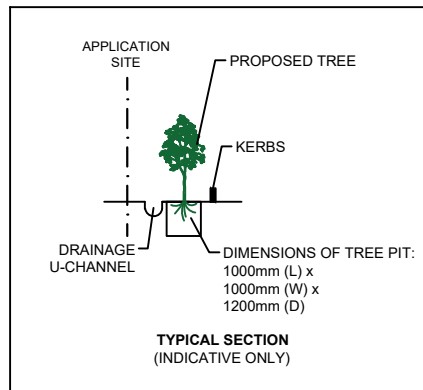 APPLICATION
SITE
PROPOSED TREE
KERBS
DRAINAGE
U-CHANNEL
DIMENSIONS OF TREE PIT:
1000mm (L) x
1000mm (W) x
1200mm (D)
TYPICAL SECTION
(INDICATIVE ONLY)